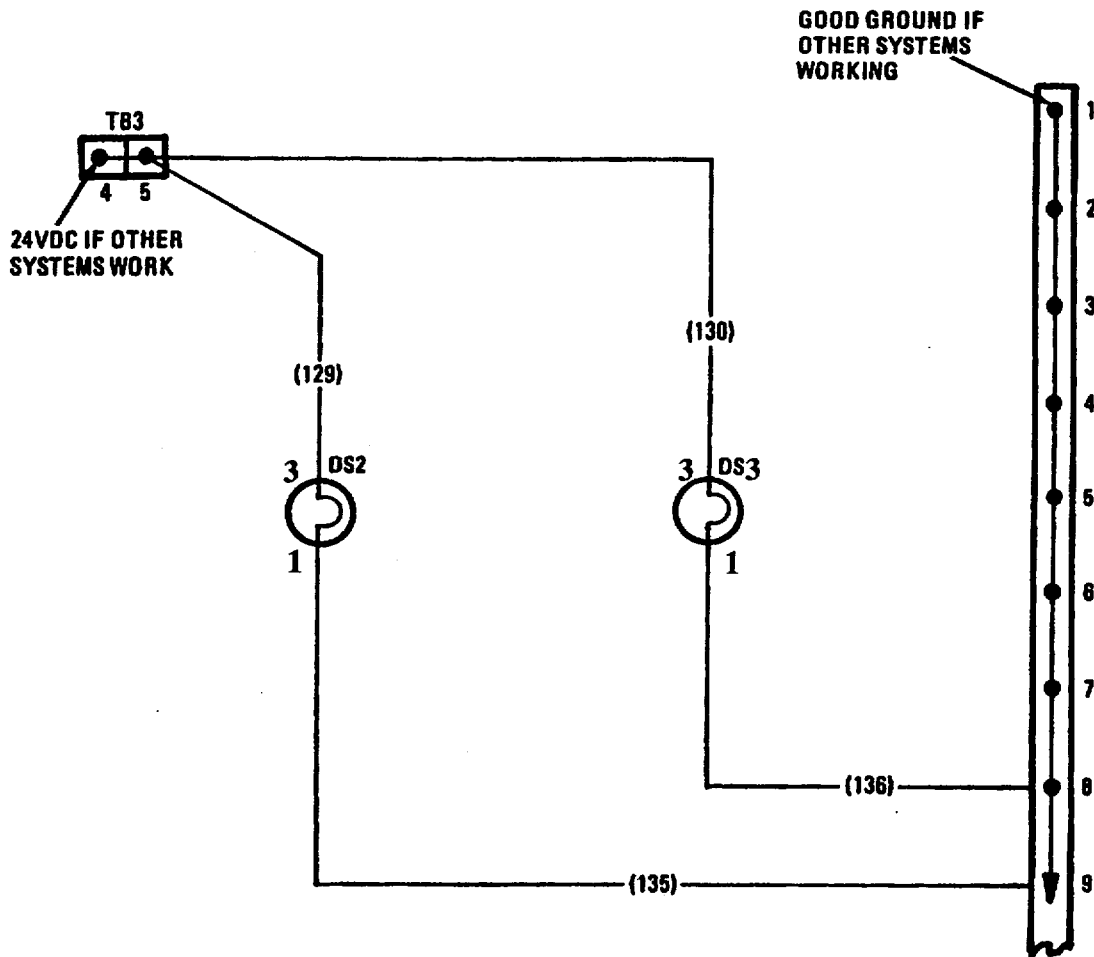 GOOD GROUND IF
OTHER SYSTEMS
WORKING
1
TB3
4 5
2
24VDC IF OTHER
SYSTEMS WORK
3
(130)
(129)
4
3 DS2
3 DS3
5
1
1
6
7
(136)
8
(135)
9